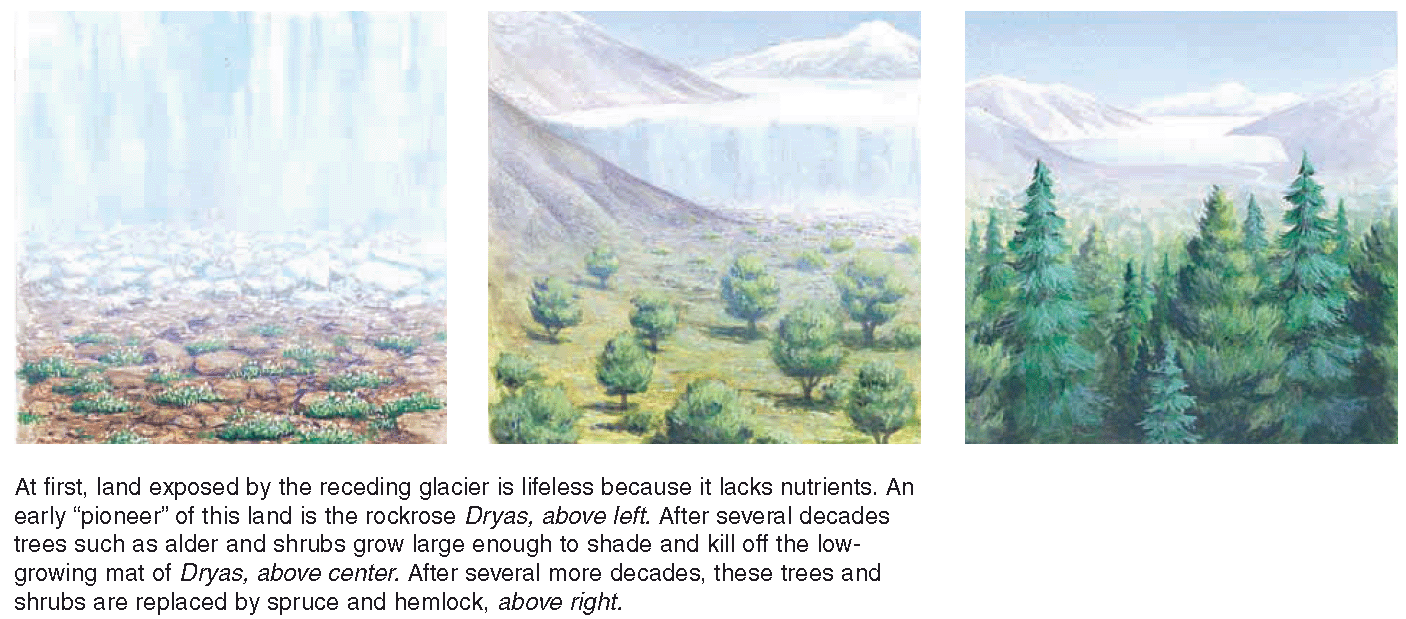 At first, land exposed by the receding glacier is lifeless because it lacks nutrients. An
early “pioneer” of this land is the rockrose Dryas, above left. After several decades
trees such as alder and shrubs grow large enough to shade and kill off the low-
growing mat of Dryas, above center. After several more decades, these trees and
shrubs are replaced by spruce and hemlock, above right.